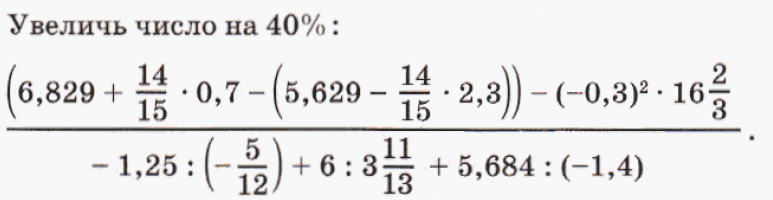 Увеличь число на 40% :
(6,829 + 14/15 · 0,7 – (5,629 – 14/15 · 2,3)) – (–0,3)² · 16 2/3
– 1,25 : (– 5/12) + 6 : 3 11/13 + 5,684 : (–1,4) .